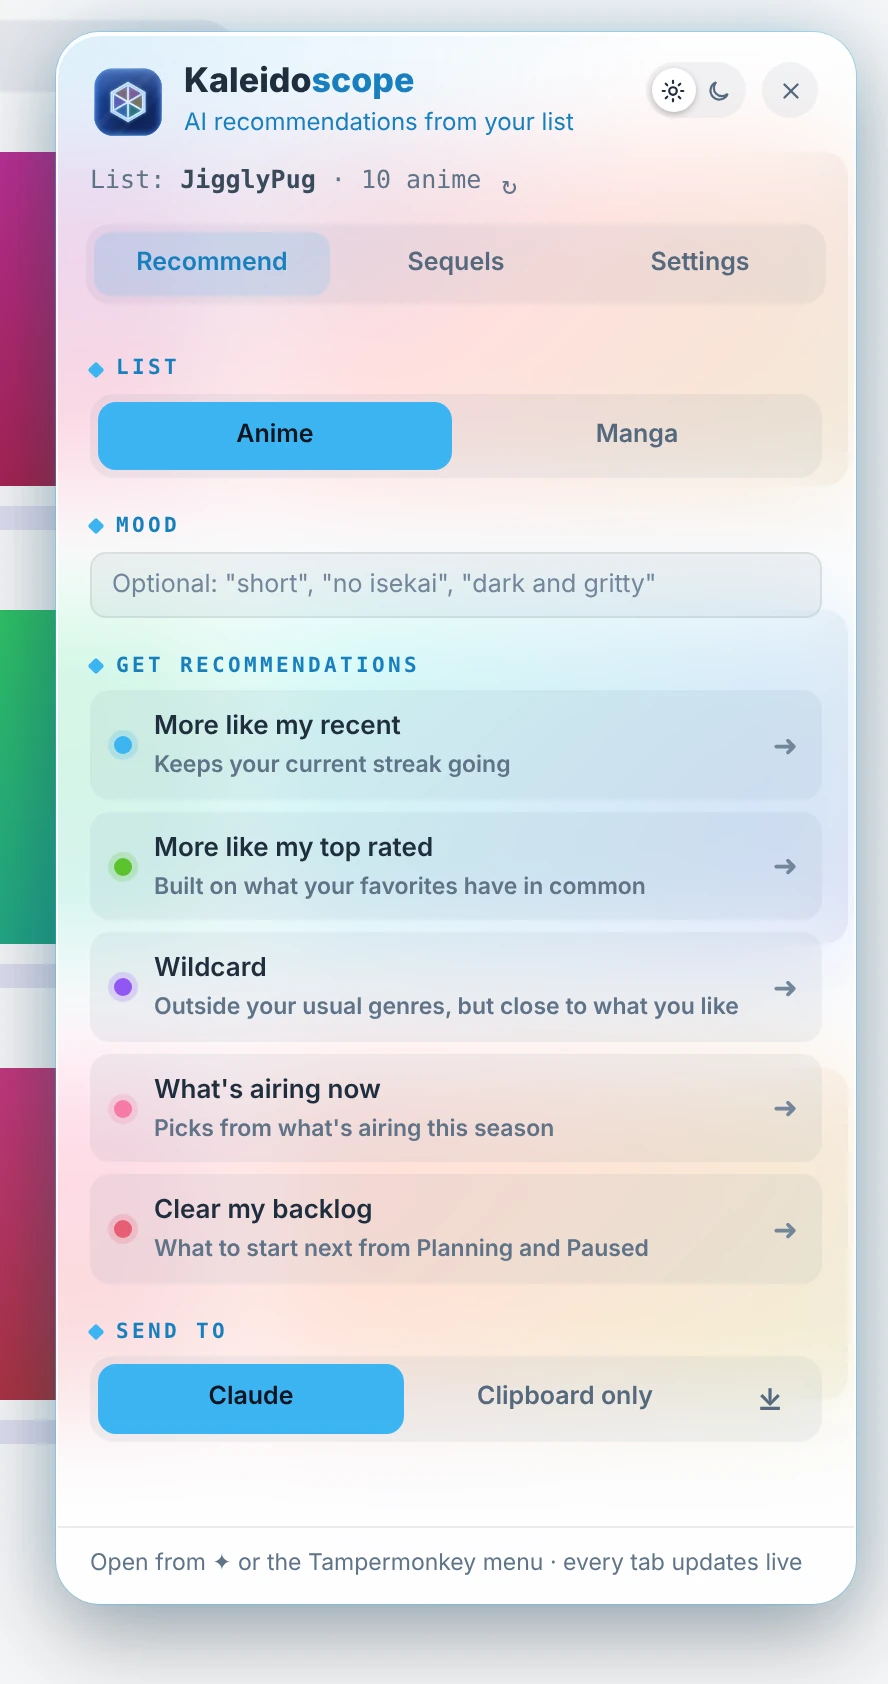 Kaleidoscope
AI recommendations from your list
List: JigglyPug · 10 anime ↻
Recommend
Sequels
Settings
LIST
Anime
Manga
MOOD
Optional: "short", "no isekai", "dark and gritty"
GET RECOMMENDATIONS
More like my recent
Keeps your current streak going
More like my top rated
Built on what your favorites have in common
Wildcard
Outside your usual genres, but close to what you like
What's airing now
Picks from what's airing this season
Clear my backlog
What to start next from Planning and Paused
SEND TO
Claude
Clipboard only
Open from ✦ or the Tampermonkey menu · every tab updates live